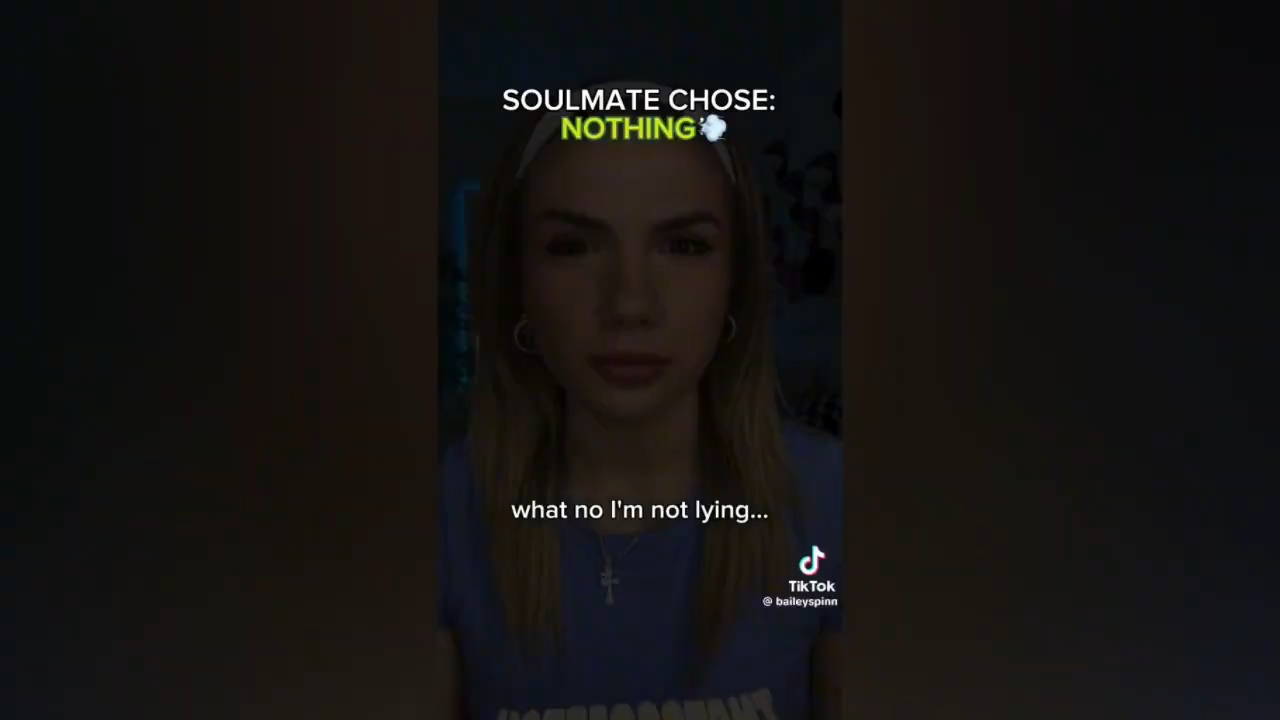 SOULMATE CHOSE:
NOTHING💨
what no I'm not lying...
TikTok
@ baileyspinn